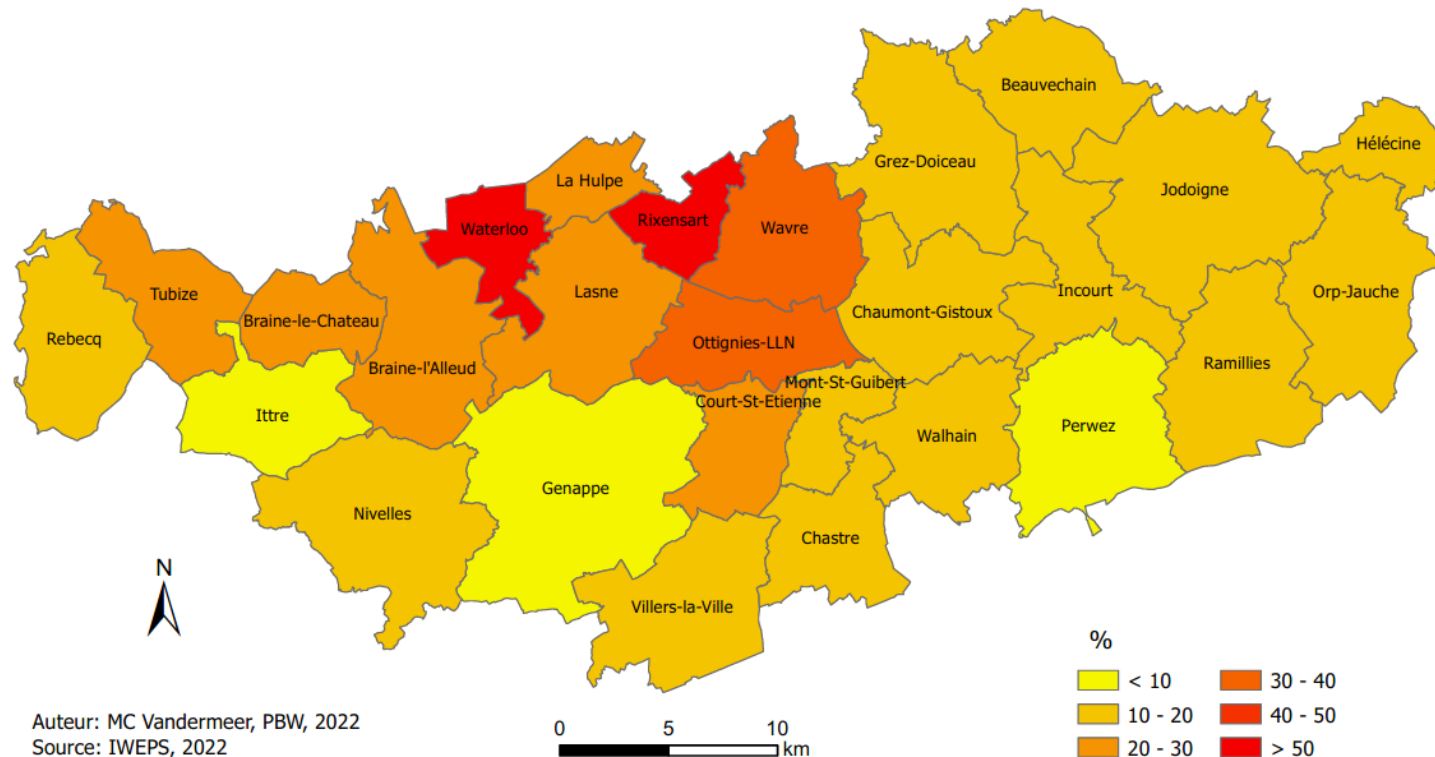 Beauvechain
Hélécine
Grez-Doiceau
La Hulpe
Jodoigne
Rixensart
Waterloo
Wavre
Tubize
Lasne
Incourt
Orp-Jauche
Chaumont-Gistoux
Braine-le-Chateau
Rebecq
Ottignies-LLN
Ramillies
Braine-l'Alleud
Mont-St-Guibert
Court-St-Etienne
Ittre
Perwez
Walhain
Genappe
Nivelles
Chastre
Villers-la-Ville
N
%
< 10
10 - 20
20 - 30
30 - 40
40 - 50
> 50
Auteur: MC Vandermeer, PBW, 2022
Source: IWEPS, 2022
0 5 10
km